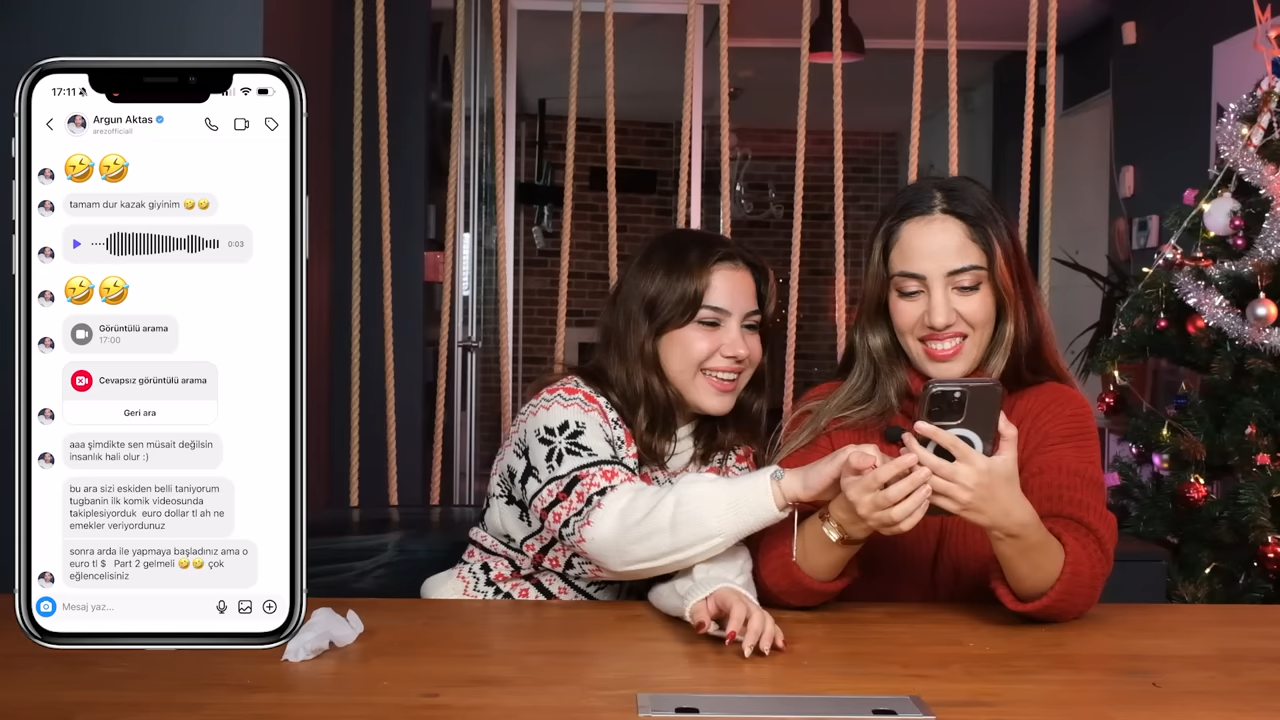 17:11
Argun Aktas
arezofficiall
tamam dur kazak giyinim 🤣🤣
0:03
Görüntülü arama
17:00
Cevapsız görüntülü arama
Geri ara
aaa şimdikte sen müsait değilsin
insanlık hali olur :)
bu ara sizi eskiden belli taniyorum
tugbanin ilk komik videosunda
takiplesiyorduk euro dollar tl ah ne
emekler veriyordunuz
sonra arda ile yapmaya başladınız ama o
euro tl $ Part 2 gelmeli 🤣🤣 çok
eğlencelisiniz
Mesaj yaz...